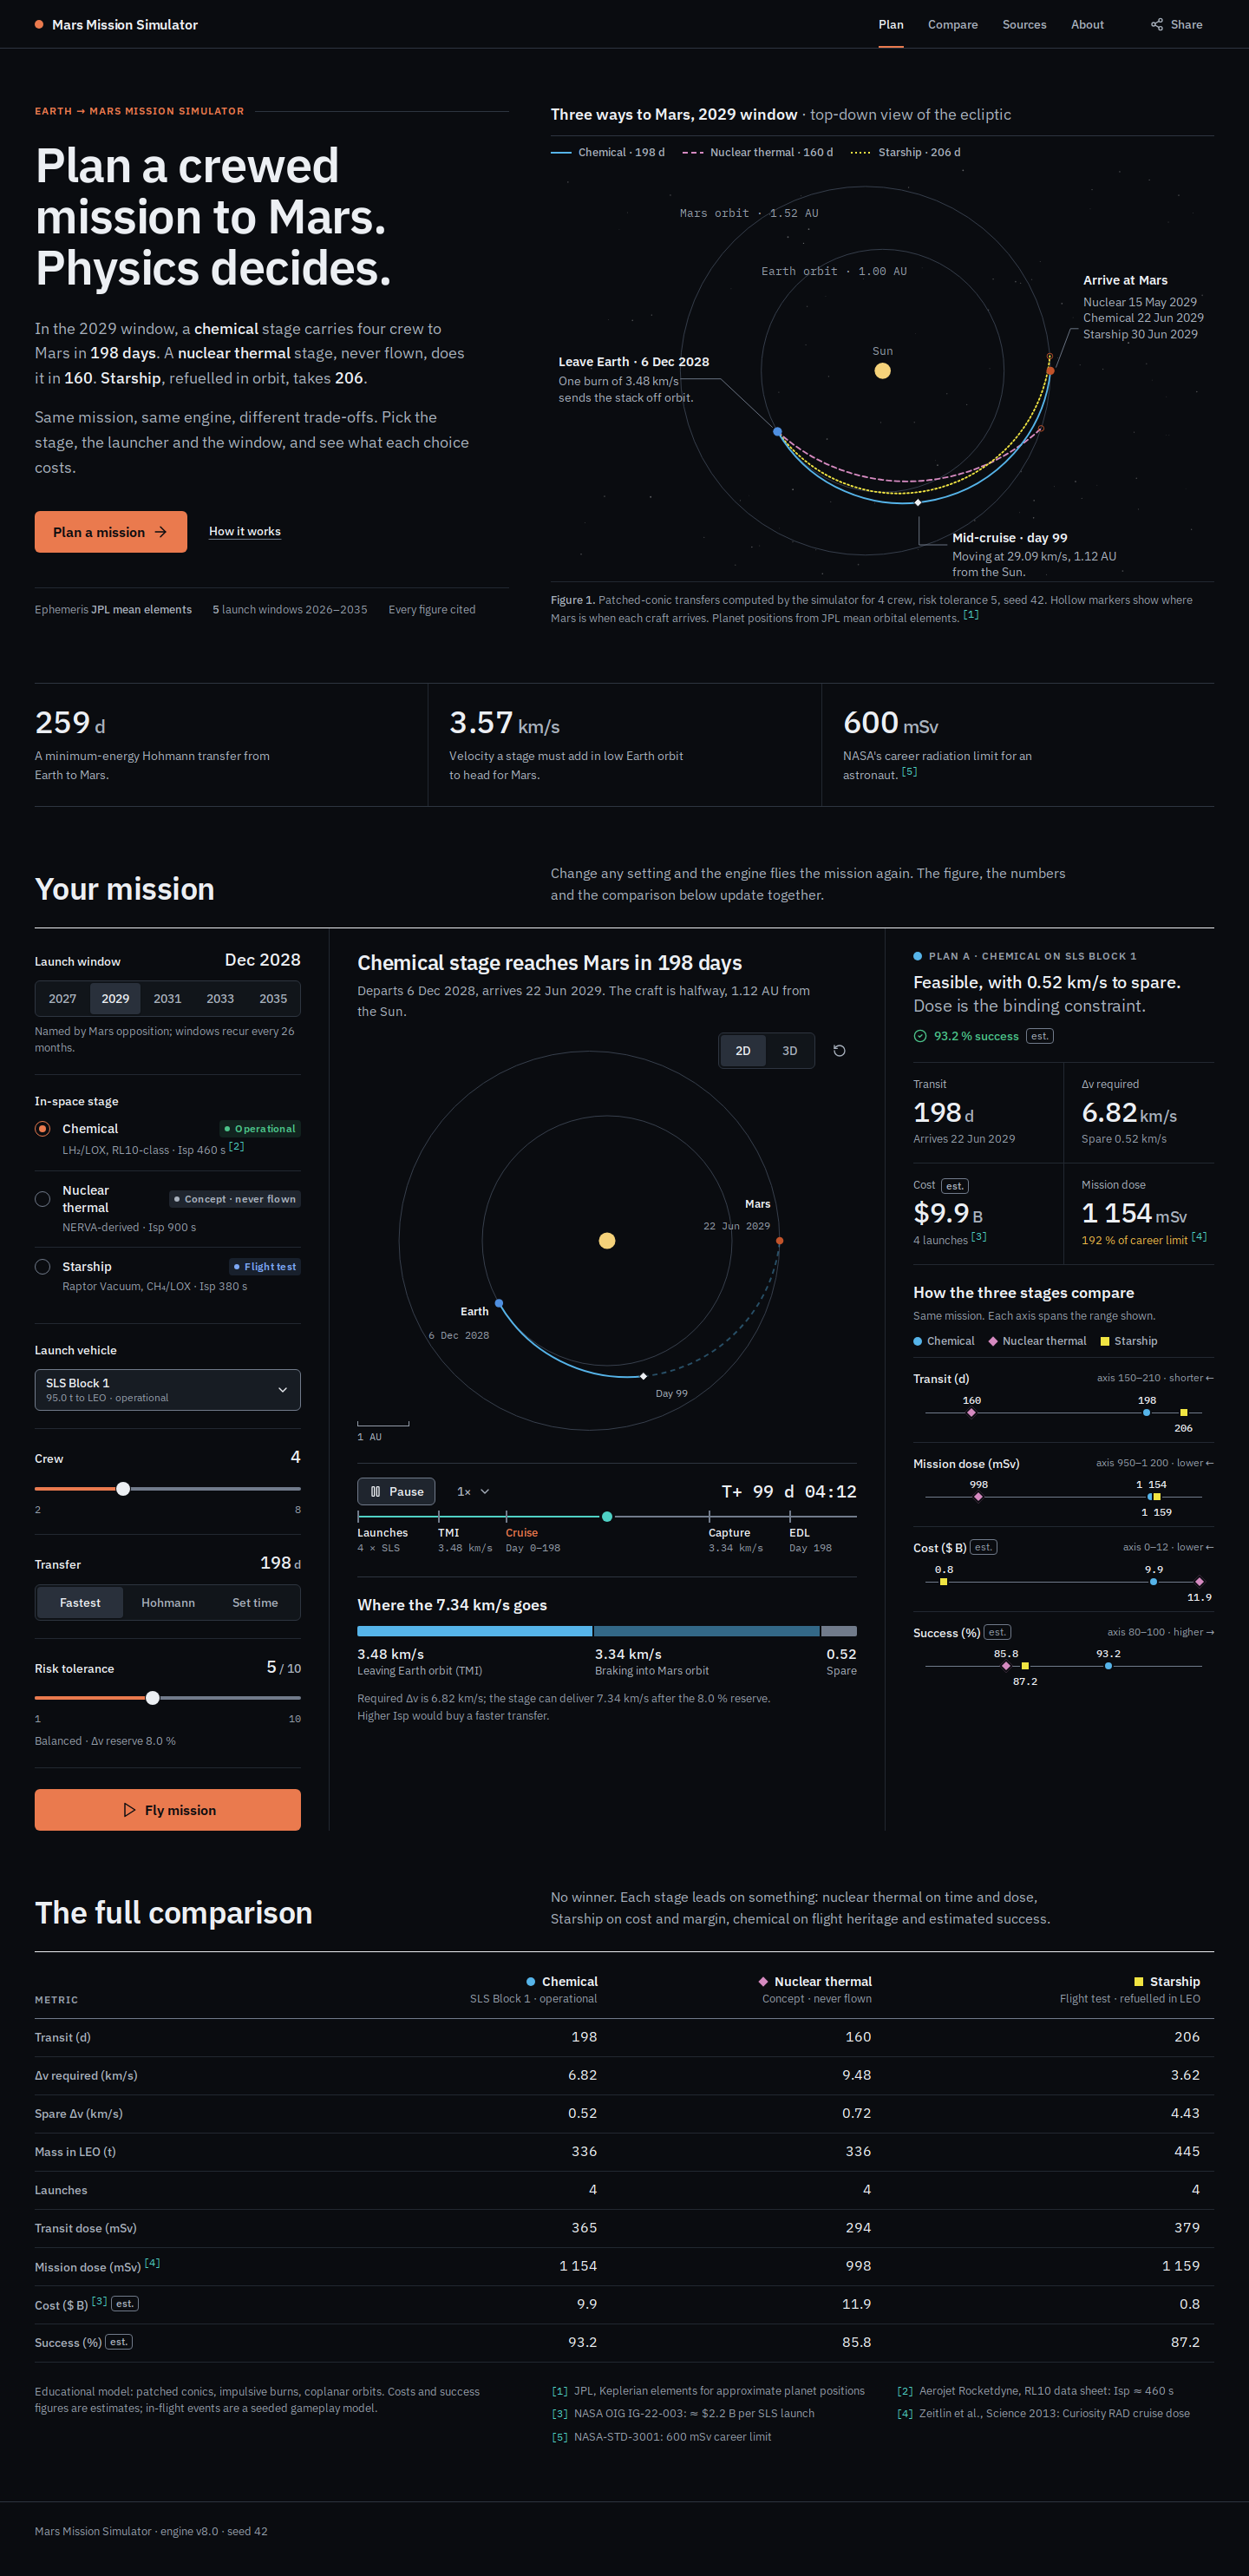 Mars Mission Simulator
Plan
Compare
Sources
About
Share
EARTH → MARS MISSION SIMULATOR
Plan a crewed
mission to Mars.
Physics decides.
In the 2029 window, a chemical stage carries four crew to
Mars in 198 days. A nuclear thermal stage, never flown, does
it in 160. Starship, refuelled in orbit, takes 206.
Same mission, same engine, different trade-offs. Pick the
stage, the launcher and the window, and see what each choice
costs.
Plan a mission →
How it works
Ephemeris JPL mean elements
5 launch windows 2026–2035
Every figure cited
Three ways to Mars, 2029 window · top-down view of the ecliptic
Chemical · 198 d
Nuclear thermal · 160 d
Starship · 206 d
Mars orbit · 1.52 AU
Earth orbit · 1.00 AU
Sun
Arrive at Mars
Nuclear 15 May 2029
Chemical 22 Jun 2029
Starship 30 Jun 2029
Leave Earth · 6 Dec 2028
One burn of 3.48 km/s
sends the stack off orbit.
Mid-cruise · day 99
Moving at 29.09 km/s, 1.12 AU
from the Sun.
Figure 1. Patched-conic transfers computed by the simulator for 4 crew, risk tolerance 5, seed 42. Hollow markers show where
Mars is when each craft arrives. Planet positions from JPL mean orbital elements. [1]
259 d
A minimum-energy Hohmann transfer from
Earth to Mars.
3.57 km/s
Velocity a stage must add in low Earth orbit
to head for Mars.
600 mSv
NASA's career radiation limit for an
astronaut. [5]
Your mission
Change any setting and the engine flies the mission again. The figure, the numbers
and the comparison below update together.
Launch window
Dec 2028
2027
2029
2031
2033
2035
Named by Mars opposition; windows recur every 26
months.
In-space stage
Chemical
Operational
LH₂/LOX, RL10-class · Isp 460 s [2]
Nuclear
thermal
Concept · never flown
NERVA-derived · Isp 900 s
Starship
Flight test
Raptor Vacuum, CH₄/LOX · Isp 380 s
Launch vehicle
SLS Block 1
95.0 t to LEO · operational
Crew
4
2
8
Transfer
198 d
Fastest
Hohmann
Set time
Risk tolerance
5 / 10
1
10
Balanced · Δv reserve 8.0 %
Fly mission
Chemical stage reaches Mars in 198 days
Departs 6 Dec 2028, arrives 22 Jun 2029. The craft is halfway, 1.12 AU from
the Sun.
2D
3D
Mars
22 Jun 2029
Earth
6 Dec 2028
Day 99
1 AU
Pause
1×
T+ 99 d 04:12
Launches
4 × SLS
TMI
3.48 km/s
Cruise
Day 0–198
Capture
3.34 km/s
EDL
Day 198
Where the 7.34 km/s goes
3.48 km/s
Leaving Earth orbit (TMI)
3.34 km/s
Braking into Mars orbit
0.52
Spare
Required Δv is 6.82 km/s; the stage can deliver 7.34 km/s after the 8.0 % reserve.
Higher Isp would buy a faster transfer.
PLAN A · CHEMICAL ON SLS BLOCK 1
Feasible, with 0.52 km/s to spare.
Dose is the binding constraint.
93.2 % success est.
Transit
198 d
Arrives 22 Jun 2029
Δv required
6.82 km/s
Spare 0.52 km/s
Cost est.
$9.9 B
4 launches [3]
Mission dose
1 154 mSv
192 % of career limit [4]
How the three stages compare
Same mission. Each axis spans the range shown.
Chemical
Nuclear thermal
Starship
Transit (d)
axis 150–210 · shorter ←
160
198
206
Mission dose (mSv)
axis 950–1 200 · lower ←
998
1 154
1 159
Cost ($ B) est.
axis 0–12 · lower ←
0.8
9.9
11.9
Success (%) est.
axis 80–100 · higher →
85.8
93.2
87.2
The full comparison
No winner. Each stage leads on something: nuclear thermal on time and dose,
Starship on cost and margin, chemical on flight heritage and estimated success.
METRIC
Chemical
SLS Block 1 · operational
Nuclear thermal
Concept · never flown
Starship
Flight test · refuelled in LEO
Transit (d) 198 160 206
Δv required (km/s) 6.82 9.48 3.62
Spare Δv (km/s) 0.52 0.72 4.43
Mass in LEO (t) 336 336 445
Launches 4 4 4
Transit dose (mSv) 365 294 379
Mission dose (mSv) [4] 1 154 998 1 159
Cost ($ B) [3] est. 9.9 11.9 0.8
Success (%) est. 93.2 85.8 87.2
Educational model: patched conics, impulsive burns, coplanar orbits. Costs and success
figures are estimates; in-flight events are a seeded gameplay model.
[1] JPL, Keplerian elements for approximate planet positions
[2] Aerojet Rocketdyne, RL10 data sheet: Isp ≈ 460 s
[3] NASA OIG IG-22-003: ≈ $2.2 B per SLS launch
[4] Zeitlin et al., Science 2013: Curiosity RAD cruise dose
[5] NASA-STD-3001: 600 mSv career limit
Mars Mission Simulator · engine v8.0 · seed 42